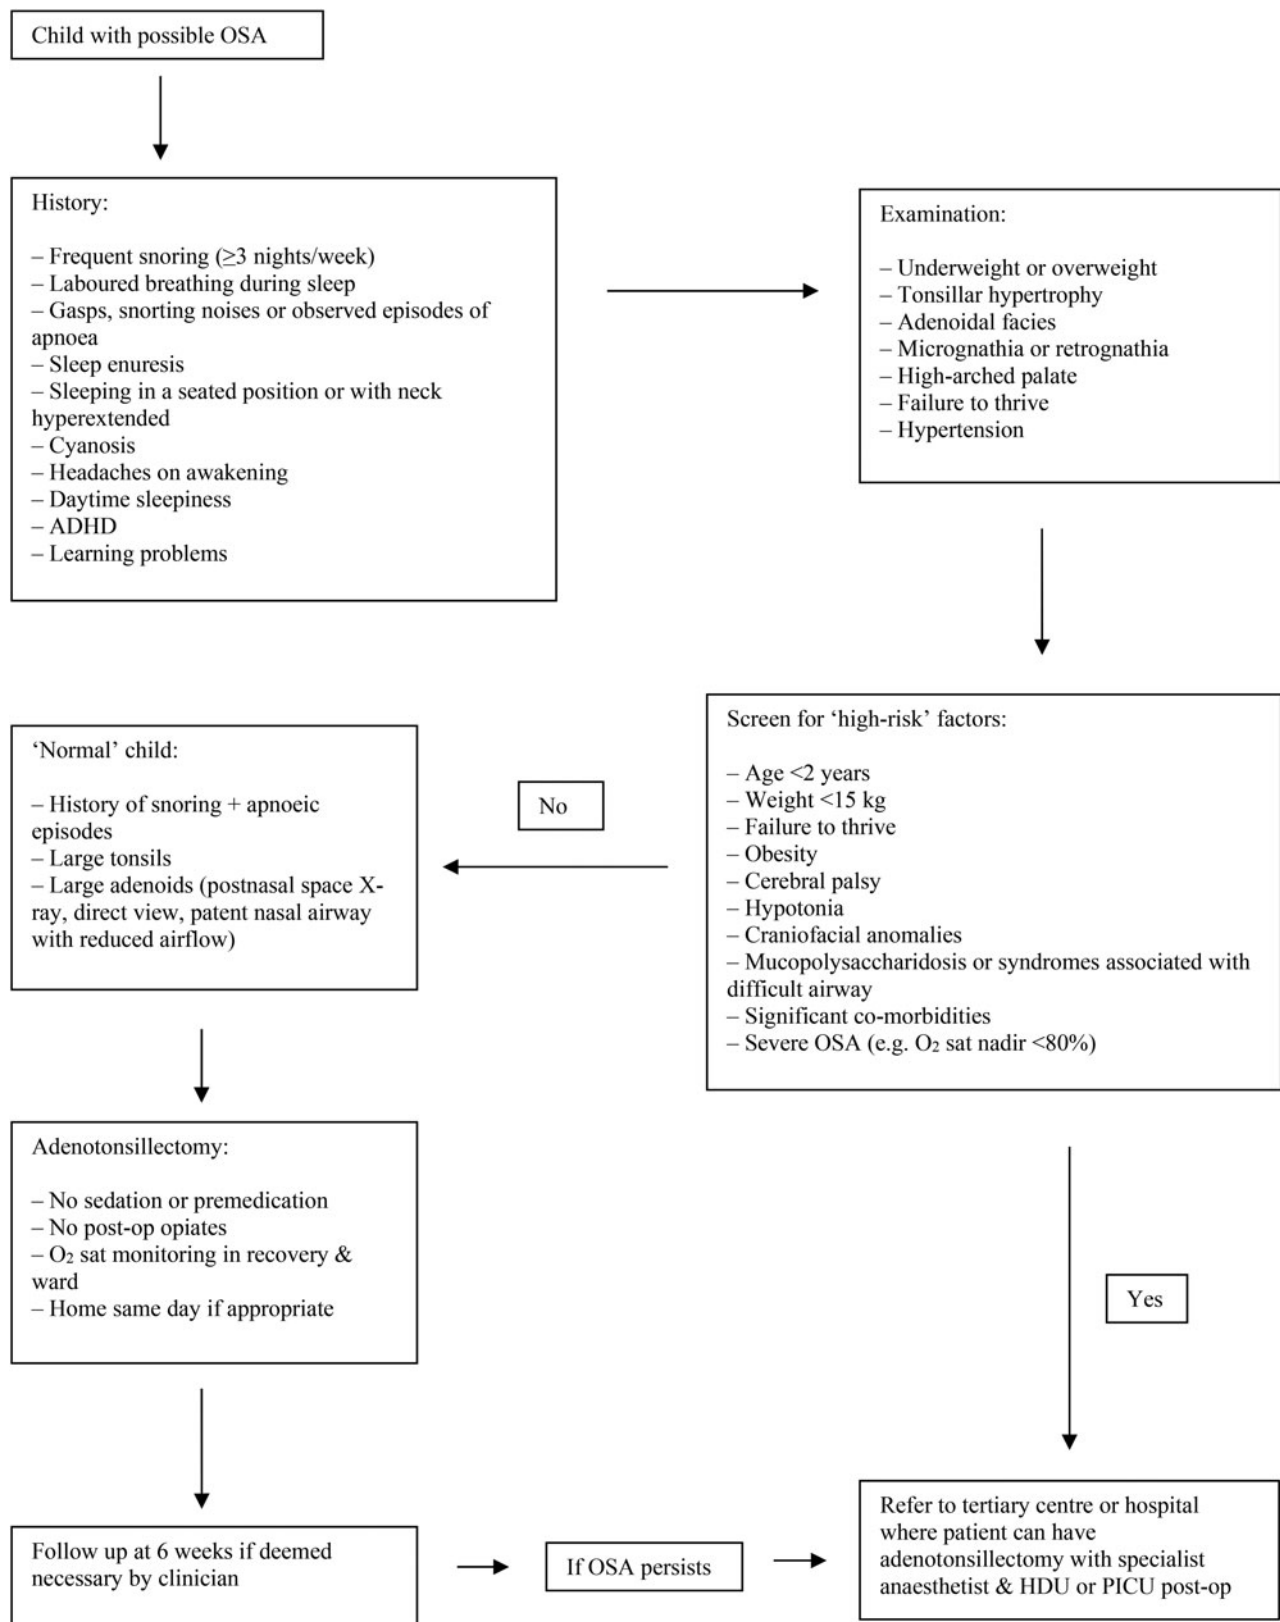 Child with possible OSA
History:
– Frequent snoring (≥3 nights/week)
– Laboured breathing during sleep
– Gasps, snorting noises or observed episodes of
apnoea
– Sleep enuresis
– Sleeping in a seated position or with neck
hyperextended
– Cyanosis
– Headaches on awakening
– Daytime sleepiness
– ADHD
– Learning problems
Examination:
– Underweight or overweight
– Tonsillar hypertrophy
– Adenoidal facies
– Micrognathia or retrognathia
– High-arched palate
– Failure to thrive
– Hypertension
Screen for ‘high-risk’ factors:
– Age <2 years
– Weight <15 kg
– Failure to thrive
– Obesity
– Cerebral palsy
– Hypotonia
– Craniofacial anomalies
– Mucopolysaccharidosis or syndromes associated with
difficult airway
– Significant co-morbidities
– Severe OSA (e.g. O₂ sat nadir <80%)
No
‘Normal’ child:
– History of snoring + apnoeic
episodes
– Large tonsils
– Large adenoids (postnasal space X-
ray, direct view, patent nasal airway
with reduced airflow)
Adenotonsillectomy:
– No sedation or premedication
– No post-op opiates
– O₂ sat monitoring in recovery &
ward
– Home same day if appropriate
Yes
Follow up at 6 weeks if deemed
necessary by clinician
If OSA persists
Refer to tertiary centre or hospital
where patient can have
adenotonsillectomy with specialist
anaesthetist & HDU or PICU post-op